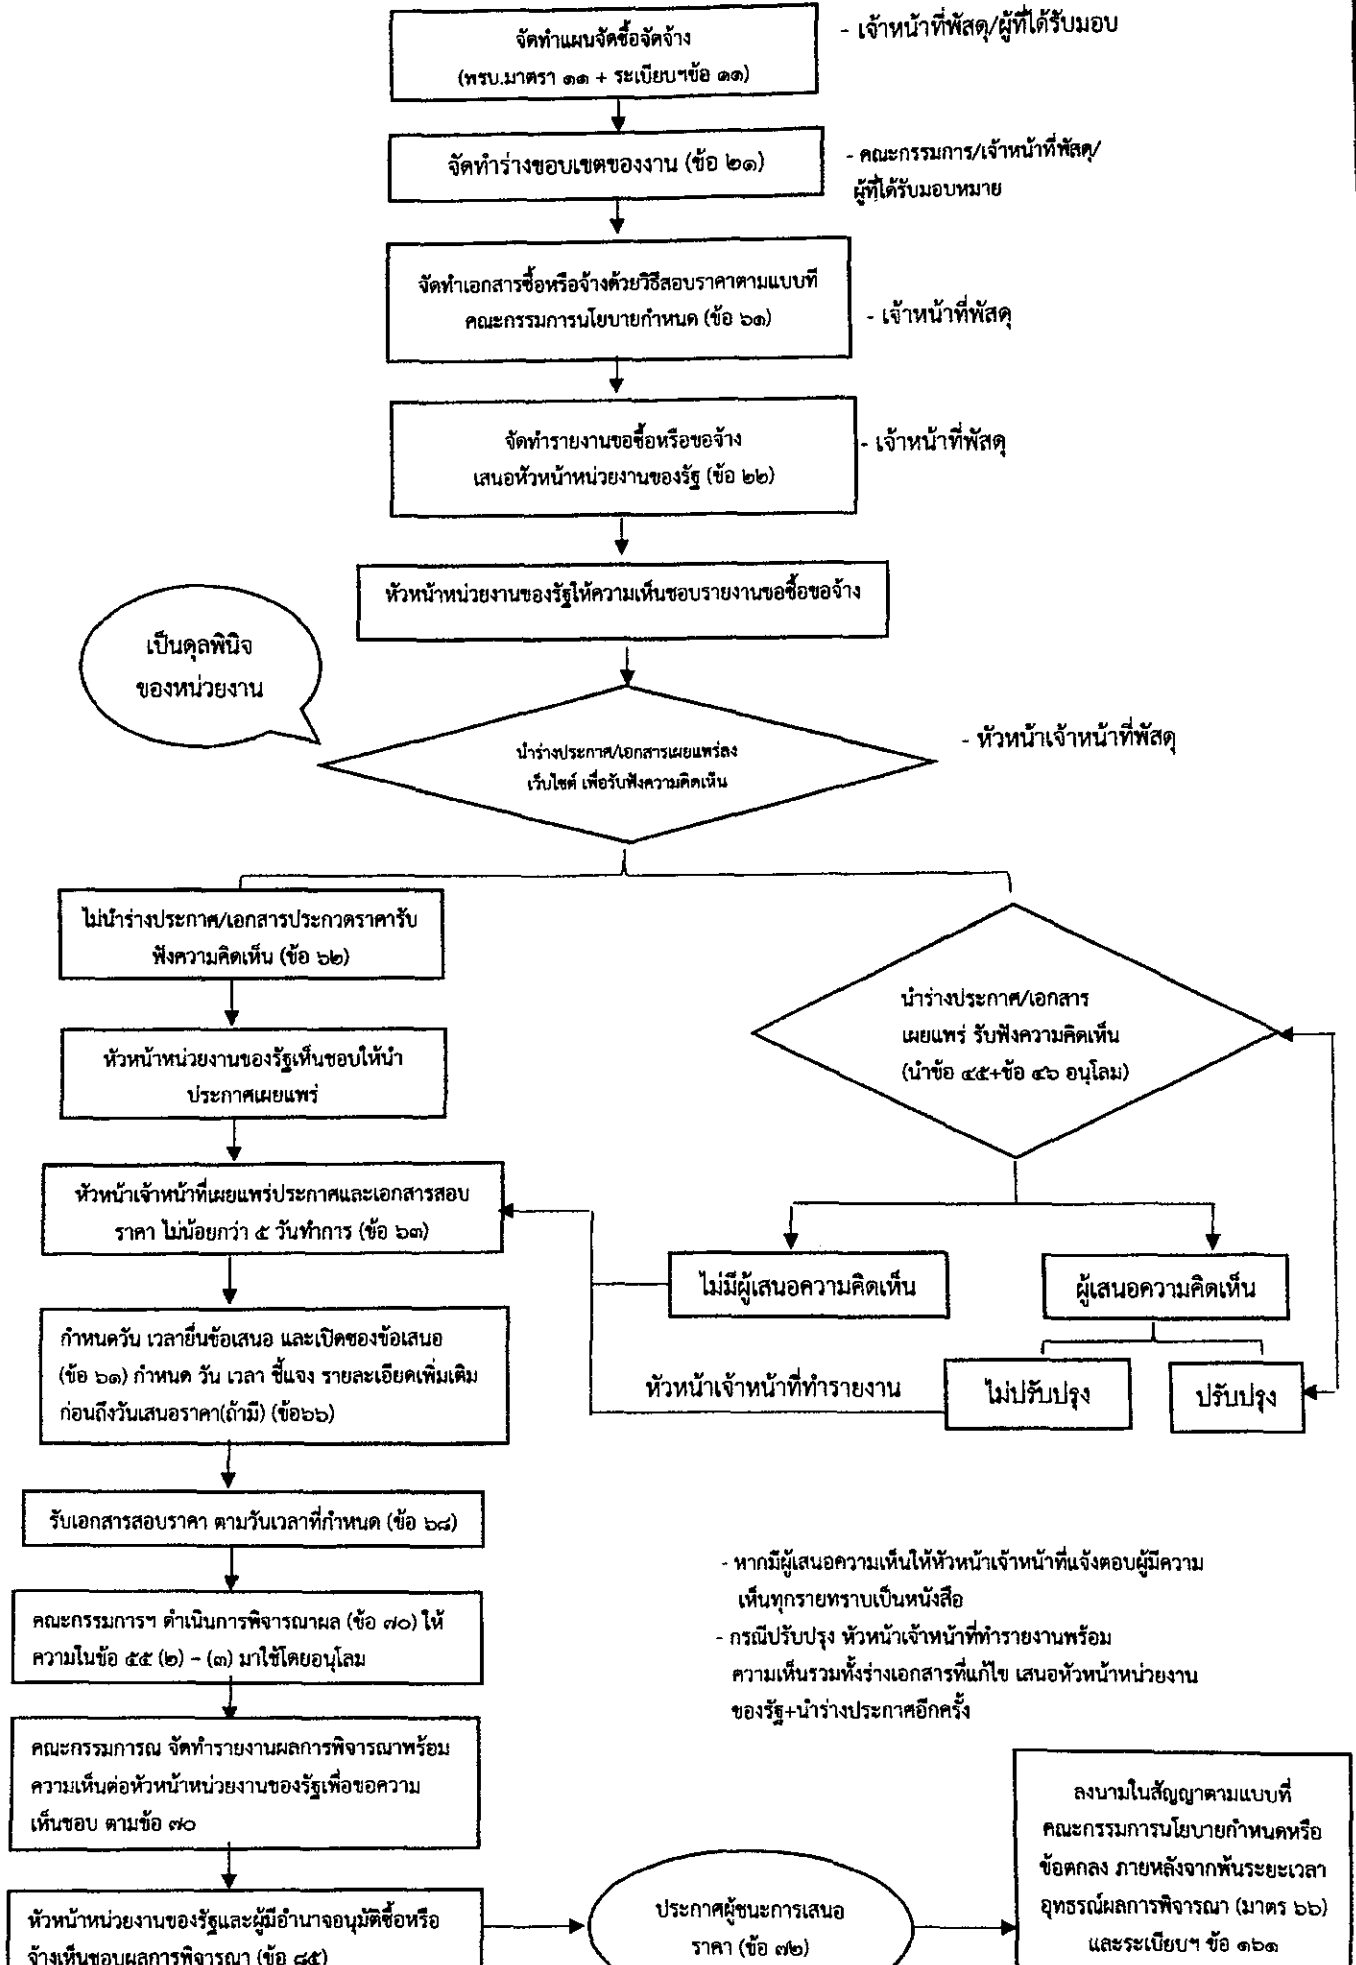 จัดทำแผนจัดซื้อจัดจ้าง
(พรบ.มาตรา ๑๑ + ระเบียบฯข้อ ๑๑)
- เจ้าหน้าที่พัสดุ/ผู้ที่ได้รับมอบ
จัดทำร่างขอบเขตของงาน (ข้อ ๒๑)
- คณะกรรมการ/เจ้าหน้าที่พัสดุ/
ผู้ที่ได้รับมอบหมาย
จัดทำเอกสารซื้อหรือจ้างด้วยวิธีสอบราคาตามแบบที่
คณะกรรมการนโยบายกำหนด (ข้อ ๖๑)
- เจ้าหน้าที่พัสดุ
จัดทำรายงานขอซื้อหรือขอจ้าง
เสนอหัวหน้าหน่วยงานของรัฐ (ข้อ ๒๒)
- เจ้าหน้าที่พัสดุ
หัวหน้าหน่วยงานของรัฐให้ความเห็นชอบรายงานขอซื้อขอจ้าง
เป็นดุลพินิจ
ของหน่วยงาน
นำร่างประกาศ/เอกสารเผยแพร่ลง
เว็บไซต์ เพื่อรับฟังความคิดเห็น
- หัวหน้าเจ้าหน้าที่พัสดุ
ไม่นำร่างประกาศ/เอกสารประกวดราคารับ
ฟังความคิดเห็น (ข้อ ๖๒)
นำร่างประกาศ/เอกสาร
เผยแพร่ รับฟังความคิดเห็น
(นำข้อ ๔๕+ข้อ ๔๖ อนุโลม)
หัวหน้าหน่วยงานของรัฐเห็นชอบให้นำ
ประกาศเผยแพร่
หัวหน้าเจ้าหน้าที่เผยแพร่ประกาศและเอกสารสอบ
ราคา ไม่น้อยกว่า ๕ วันทำการ (ข้อ ๖๓)
ไม่มีผู้เสนอความคิดเห็น
ผู้เสนอความคิดเห็น
กำหนดวัน เวลายื่นข้อเสนอ และเปิดซองข้อเสนอ
(ข้อ ๖๑) กำหนด วัน เวลา ชี้แจง รายละเอียดเพิ่มเติม
ก่อนถึงวันเสนอราคา(ถ้ามี) (ข้อ๖๖)
หัวหน้าเจ้าหน้าที่ทำรายงาน
ไม่ปรับปรุง
ปรับปรุง
รับเอกสารสอบราคา ตามวันเวลาที่กำหนด (ข้อ ๖๘)
- หากมีผู้เสนอความเห็นให้หัวหน้าเจ้าหน้าที่แจ้งตอบผู้มีความ
เห็นทุกรายทราบเป็นหนังสือ
- กรณีปรับปรุง หัวหน้าเจ้าหน้าที่ทำรายงานพร้อม
ความเห็นรวมทั้งร่างเอกสารที่แก้ไข เสนอหัวหน้าหน่วยงาน
ของรัฐ+นำร่างประกาศอีกครั้ง
คณะกรรมการฯ ดำเนินการพิจารณาผล (ข้อ ๗๐) ให้
ความในข้อ ๕๕ (๒) – (๓) มาใช้โดยอนุโลม
คณะกรรมการณ จัดทำรายงานผลการพิจารณาพร้อม
ความเห็นต่อหัวหน้าหน่วยงานของรัฐเพื่อขอความ
เห็นชอบ ตามข้อ ๗๐
หัวหน้าหน่วยงานของรัฐและผู้มีอำนาจอนุมัติซื้อหรือ
จ้างเห็นชอบผลการพิจารณา (ข้อ ๘๕)
ประกาศผู้ชนะการเสนอ
ราคา (ข้อ ๗๒)
ลงนามในสัญญาตามแบบที่
คณะกรรมการนโยบายกำหนดหรือ
ข้อตกลง ภายหลังจากพ้นระยะเวลา
อุทธรณ์ผลการพิจารณา (มาตร ๖๖)
และระเบียบฯ ข้อ ๑๖๑